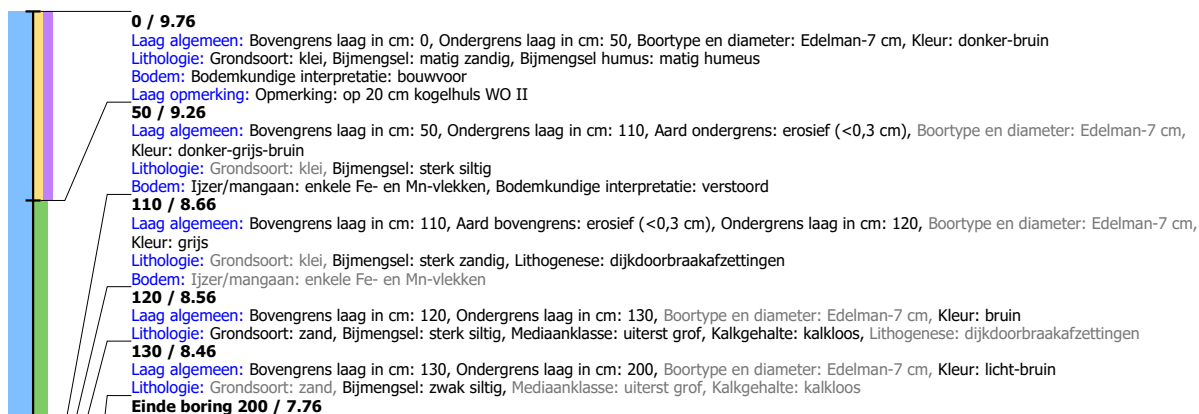 0 / 9.76
Laag algemeen: Bovengrens laag in cm: 0, Ondergrens laag in cm: 50, Boortype en diameter: Edelman-7 cm, Kleur: donker-bruin
Lithologie: Grondsoort: klei, Bijmengsel: matig zandig, Bijmengsel humus: matig humeus
Bodem: Bodemkundige interpretatie: bouwvoor
Laag opmerking: Opmerking: op 20 cm kogelhuls WO II
50 / 9.26
Laag algemeen: Bovengrens laag in cm: 50, Ondergrens laag in cm: 110, Aard ondergrens: erosief (<0,3 cm), Boortype en diameter: Edelman-7 cm,
Kleur: donker-grijs-bruin
Lithologie: Grondsoort: klei, Bijmengsel: sterk siltig
Bodem: Ijzer/mangaan: enkele Fe- en Mn-vlekken, Bodemkundige interpretatie: verstoord
110 / 8.66
Laag algemeen: Bovengrens laag in cm: 110, Aard bovengrens: erosief (<0,3 cm), Ondergrens laag in cm: 120, Boortype en diameter: Edelman-7 cm,
Kleur: grijs
Lithologie: Grondsoort: klei, Bijmengsel: sterk zandig, Lithogenese: dijkdoorbraakafzettingen
Bodem: Ijzer/mangaan: enkele Fe- en Mn-vlekken
120 / 8.56
Laag algemeen: Bovengrens laag in cm: 120, Ondergrens laag in cm: 130, Boortype en diameter: Edelman-7 cm, Kleur: bruin
Lithologie: Grondsoort: zand, Bijmengsel: sterk siltig, Mediaanklasse: uiterst grof, Kalkgehalte: kalkloos, Lithogenese: dijkdoorbraakafzettingen
130 / 8.46
Laag algemeen: Bovengrens laag in cm: 130, Ondergrens laag in cm: 200, Boortype en diameter: Edelman-7 cm, Kleur: licht-bruin
Lithologie: Grondsoort: zand, Bijmengsel: zwak siltig, Mediaanklasse: uiterst grof, Kalkgehalte: kalkloos
Einde boring 200 / 7.76